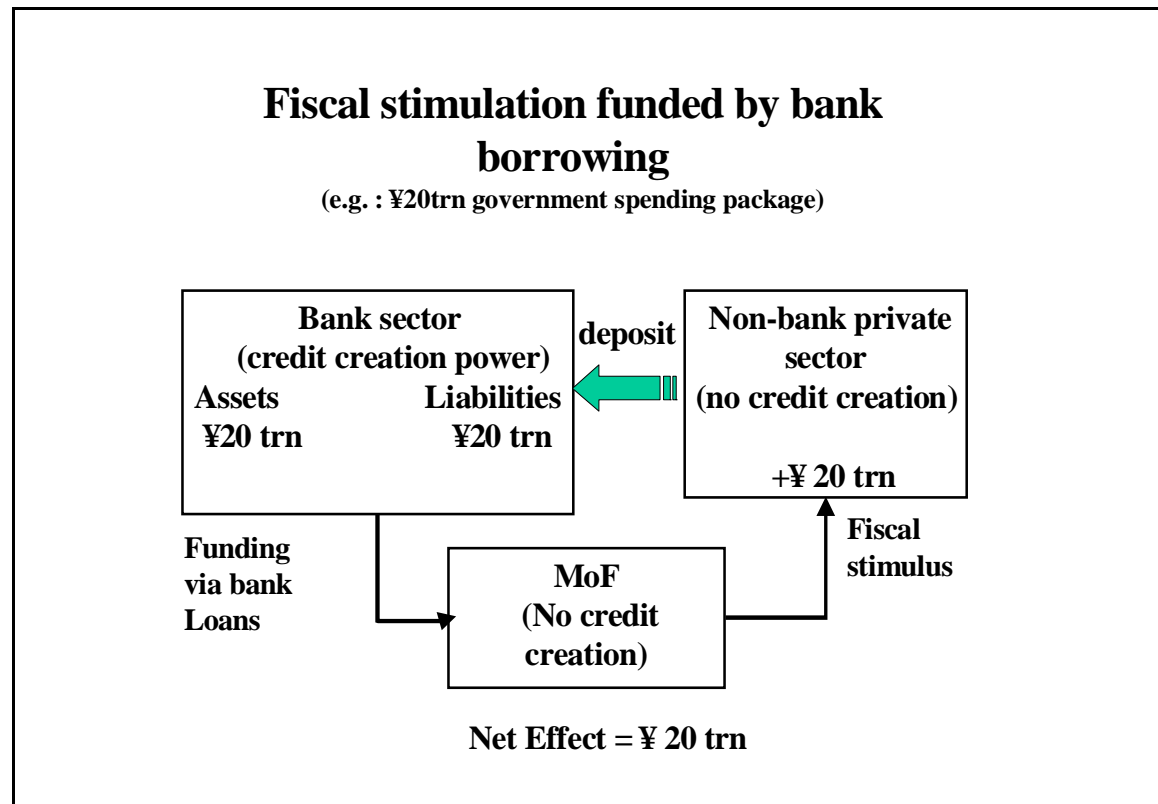 Fiscal stimulation funded by bank
borrowing
(e.g. : ¥20trn government spending package)
Bank sector
(credit creation power)
Assets Liabilities
¥20 trn ¥20 trn
deposit
Non-bank private
sector
(no credit creation)
+¥ 20 trn
Funding
via bank
Loans
MoF
(No credit
creation)
Fiscal
stimulus
Net Effect = ¥ 20 trn